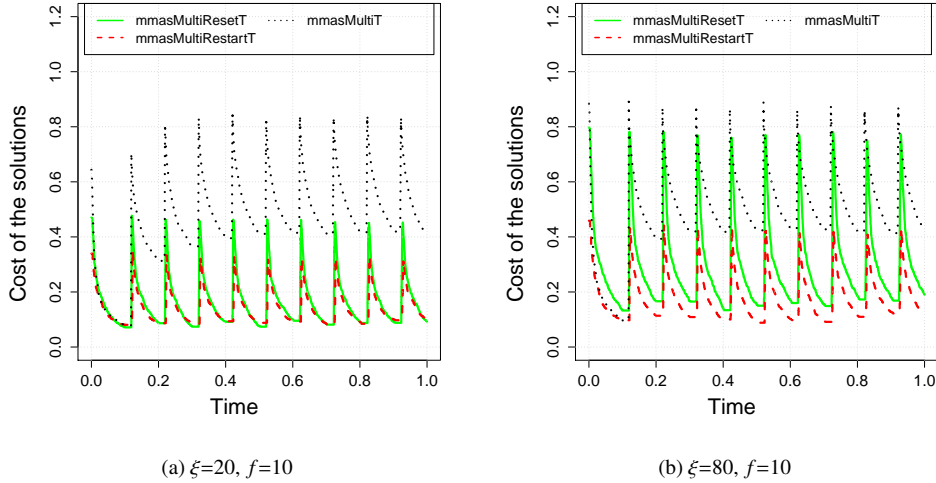 mmasMultiResetT mmasMultiT
mmasMultiRestartT
Cost of the solutions
1.2
1.0
0.8
0.6
0.4
0.2
0.0
0.0 0.2 0.4 0.6 0.8 1.0
Time
(a) ξ=20, f=10
mmasMultiResetT mmasMultiT
mmasMultiRestartT
Cost of the solutions
1.2
1.0
0.8
0.6
0.4
0.2
0.0
0.0 0.2 0.4 0.6 0.8 1.0
Time
(b) ξ=80, f=10